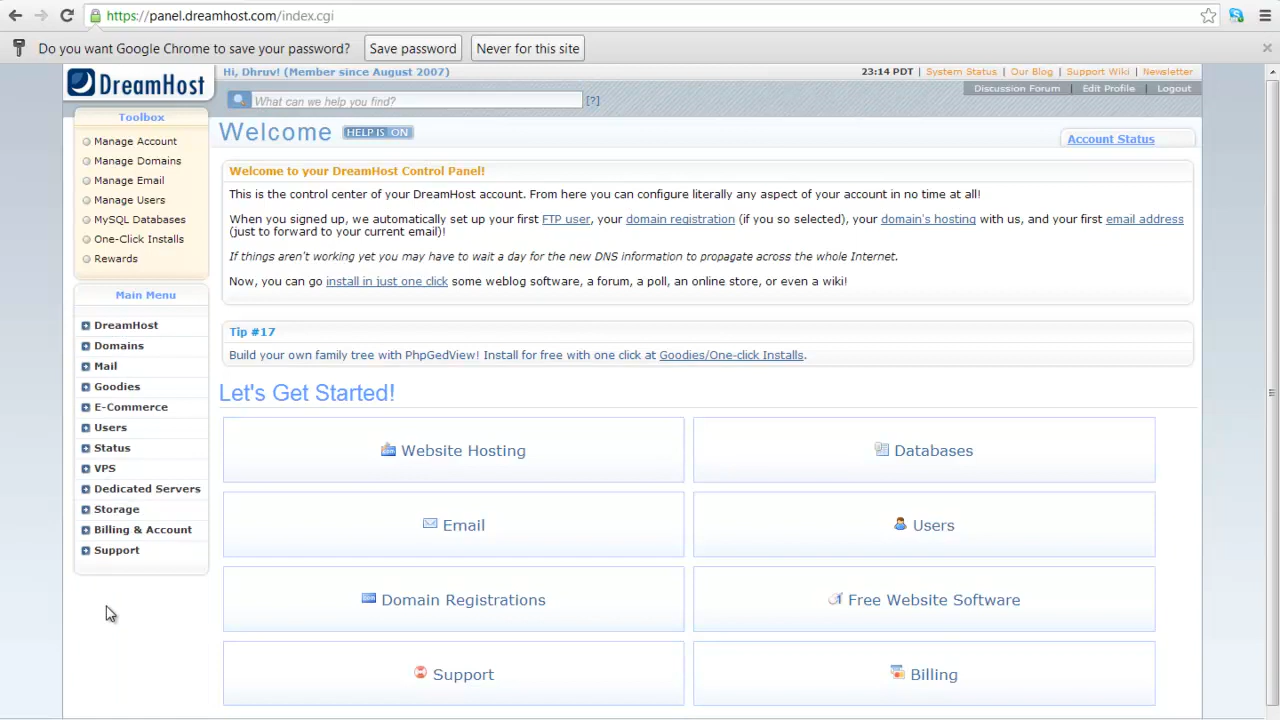 https://panel.dreamhost.com/index.cgi
Do you want Google Chrome to save your password? Save password Never for this site
DreamHost
Hi, Dhruv! (Member since August 2007)
23:14 PDT | System Status | Our Blog | Support Wiki | Newsletter
What can we help you find? [?]
Discussion Forum | Edit Profile | Logout
Toolbox
Manage Account
Manage Domains
Manage Email
Manage Users
MySQL Databases
One-Click Installs
Rewards
Main Menu
DreamHost
Domains
Mail
Goodies
E-Commerce
Users
Status
VPS
Dedicated Servers
Storage
Billing & Account
Support
Welcome HELP IS ON
Account Status
Welcome to your DreamHost Control Panel!
This is the control center of your DreamHost account. From here you can configure literally any aspect of your account in no time at all!
When you signed up, we automatically set up your first FTP user, your domain registration (if you so selected), your domain's hosting with us, and your first email address
(just to forward to your current email)!
If things aren't working yet you may have to wait a day for the new DNS information to propagate across the whole Internet.
Now, you can go install in just one click some weblog software, a forum, a poll, an online store, or even a wiki!
Tip #17
Build your own family tree with PhpGedView! Install for free with one click at Goodies/One-click Installs.
Let's Get Started!
Website Hosting
Databases
Email
Users
Domain Registrations
Free Website Software
Support
Billing